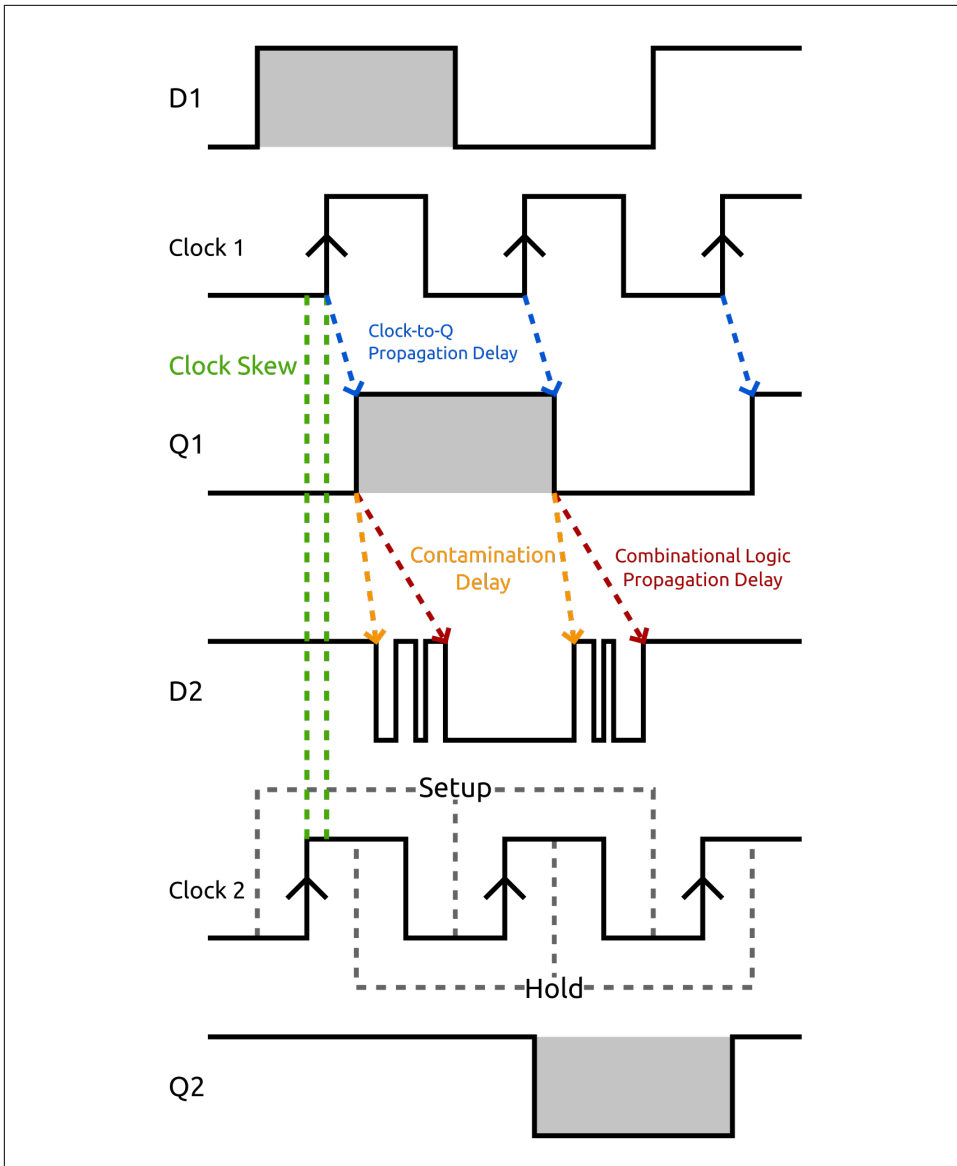 D1
Clock 1
Clock-to-Q
Propagation Delay
Clock Skew
Q1
Contamination
Delay
Combinational Logic
Propagation Delay
D2
Setup
Clock 2
Hold
Q2